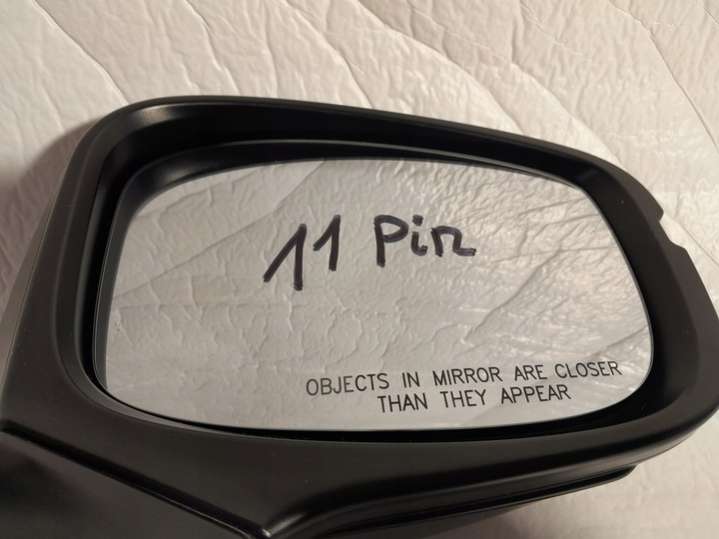 11 Pin
OBJECTS IN MIRROR ARE CLOSER
THAN THEY APPEAR